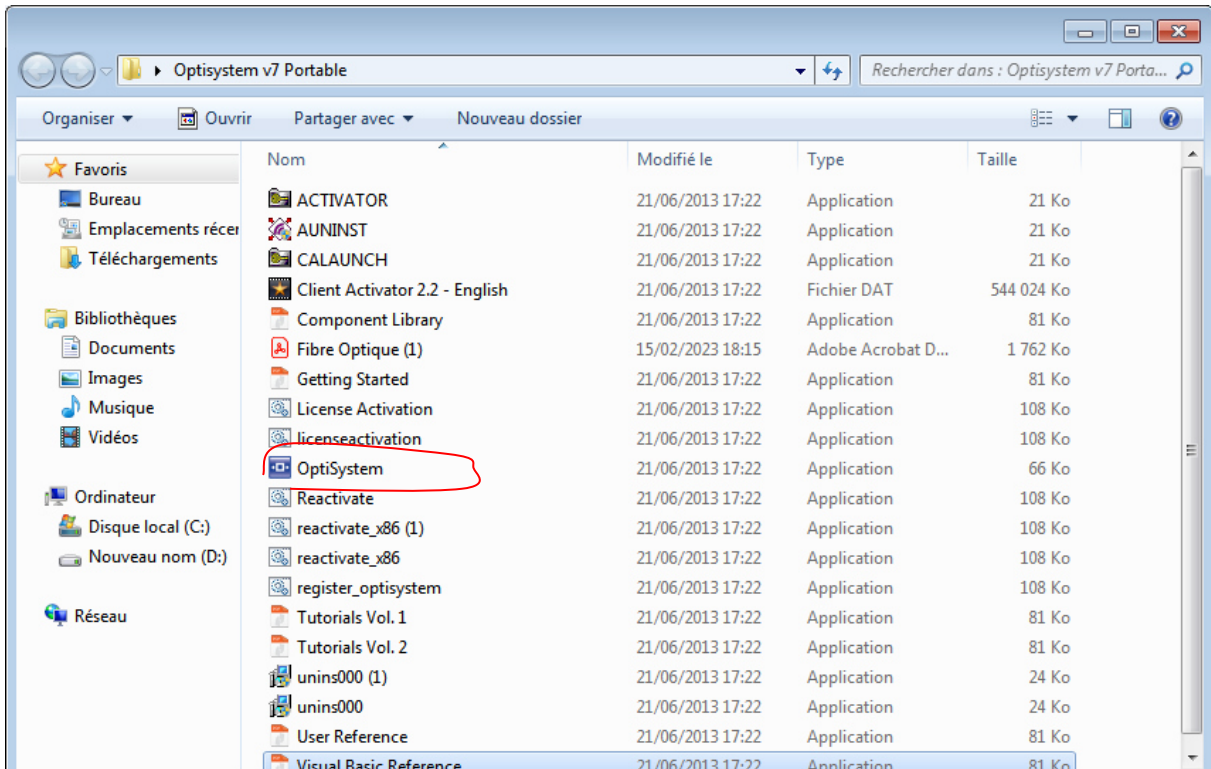 Optisystem v7 Portable
Rechercher dans : Optisystem v7 Porta...
Organiser Ouvrir Partager avec Nouveau dossier
Favoris
Bureau
Emplacements récer
Téléchargements
Bibliothèques
Documents
Images
Musique
Vidéos
Ordinateur
Disque local (C:)
Nouveau nom (D:)
Réseau
Nom Modifié le Type Taille
ACTIVATOR 21/06/2013 17:22 Application 21 Ko
AUNINST 21/06/2013 17:22 Application 21 Ko
CALAUNCH 21/06/2013 17:22 Application 21 Ko
Client Activator 2.2 - English 21/06/2013 17:22 Fichier DAT 544 024 Ko
Component Library 21/06/2013 17:22 Application 81 Ko
Fibre Optique (1) 15/02/2023 18:15 Adobe Acrobat D... 1 762 Ko
Getting Started 21/06/2013 17:22 Application 81 Ko
License Activation 21/06/2013 17:22 Application 108 Ko
licenseactivation 21/06/2013 17:22 Application 108 Ko
OptiSystem 21/06/2013 17:22 Application 66 Ko
Reactivate 21/06/2013 17:22 Application 108 Ko
reactivate_x86 (1) 21/06/2013 17:22 Application 108 Ko
reactivate_x86 21/06/2013 17:22 Application 108 Ko
register_optisystem 21/06/2013 17:22 Application 108 Ko
Tutorials Vol. 1 21/06/2013 17:22 Application 81 Ko
Tutorials Vol. 2 21/06/2013 17:22 Application 81 Ko
unins000 (1) 21/06/2013 17:22 Application 24 Ko
unins000 21/06/2013 17:22 Application 24 Ko
User Reference 21/06/2013 17:22 Application 81 Ko
Visual Basic Reference 21/06/2013 17:22 Application 81 Ko